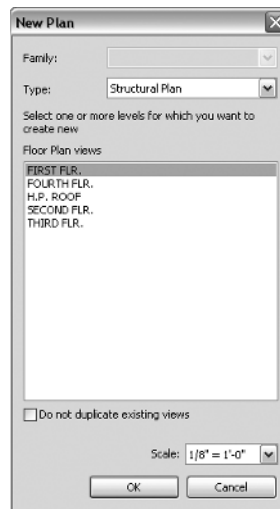 New Plan
Family:
Type: Structural Plan
Select one or more levels for which you want to
create new
Floor Plan views
FIRST FLR.
FOURTH FLR.
H.P. ROOF
SECOND FLR.
THIRD FLR.
Do not duplicate existing views
Scale: 1/8" = 1'-0"
OK Cancel